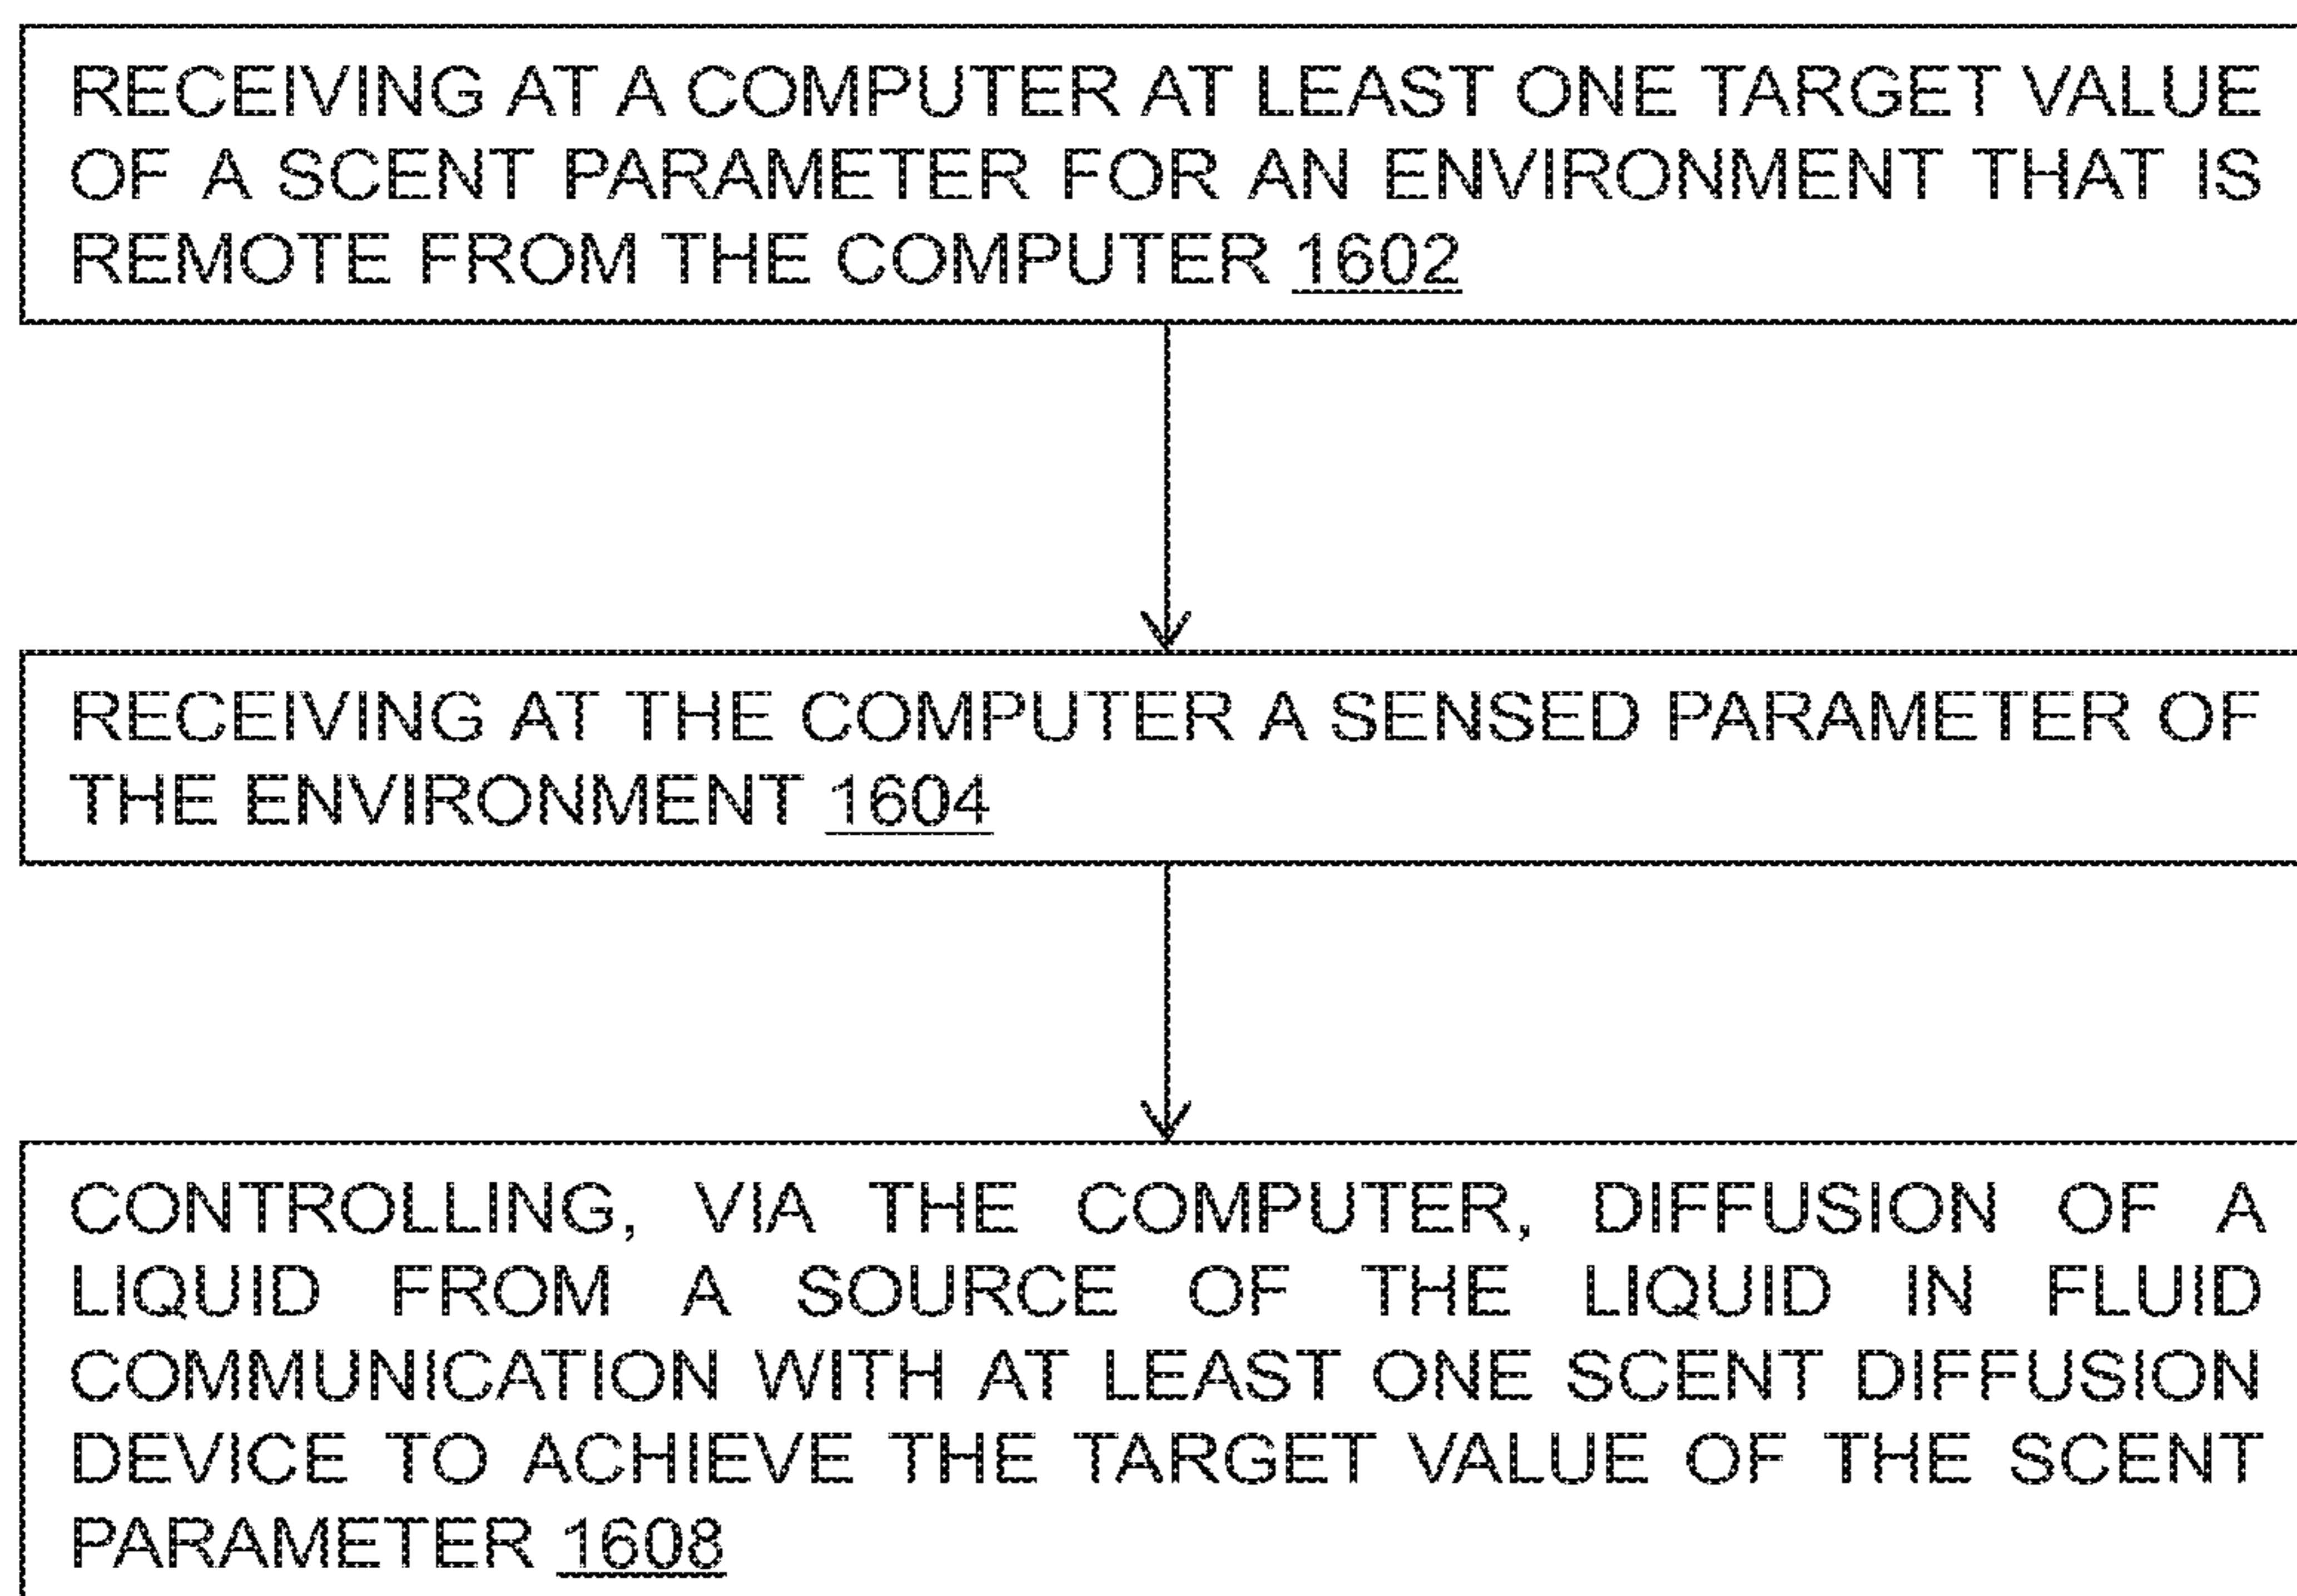 RECEIVING AT A COMPUTER AT LEAST ONE TARGET VALUE
OF A SCENT PARAMETER FOR AN ENVIRONMENT THAT IS
REMOTE FROM THE COMPUTER 1602
RECEIVING AT THE COMPUTER A SENSED PARAMETER OF
THE ENVIRONMENT 1604
CONTROLLING, VIA THE COMPUTER, DIFFUSION OF A
LIQUID FROM A SOURCE OF THE LIQUID IN FLUID
COMMUNICATION WITH AT LEAST ONE SCENT DIFFUSION
DEVICE TO ACHIEVE THE TARGET VALUE OF THE SCENT
PARAMETER 1608